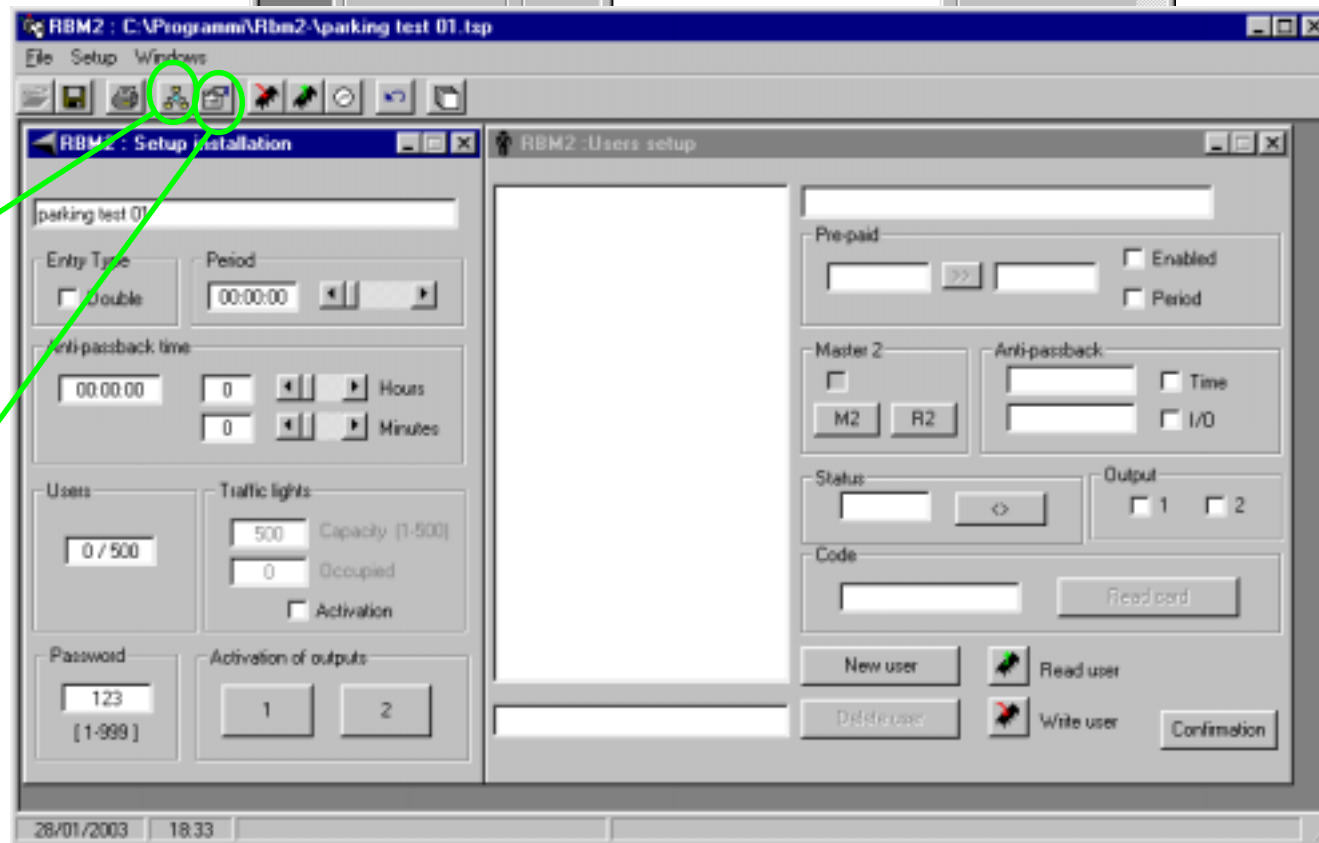 RBM2 : C:\Programmi\Rbm2-\parking test 01.tsp
File Setup Windows
RBM2 : Setup installation
parking test 01
Entry Type
Double
Period
00:00:00
Anti-passback time
00:00:00
0
Hours
0
Minutes
Users
0 / 500
Traffic lights
500
Capacity [1-500]
0
Occupied
Activation
Password
123
[ 1-999 ]
Activation of outputs
1
2
RBM2 :Users setup
Pre-paid
>>
Enabled
Period
Master 2
M2
R2
Anti-passback
Time
I/O
Status
<>
Output
1
2
Code
Read card
New user
Read user
Delete user
Write user
Confirmation
28/01/2003
18:33